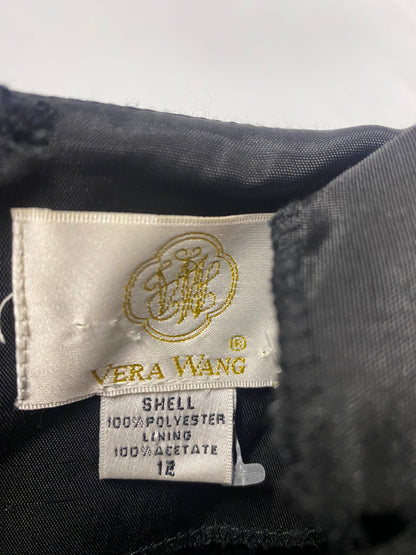 VERA WANG ®
SHELL
100% POLYESTER
LINING
100% ACETATE
12